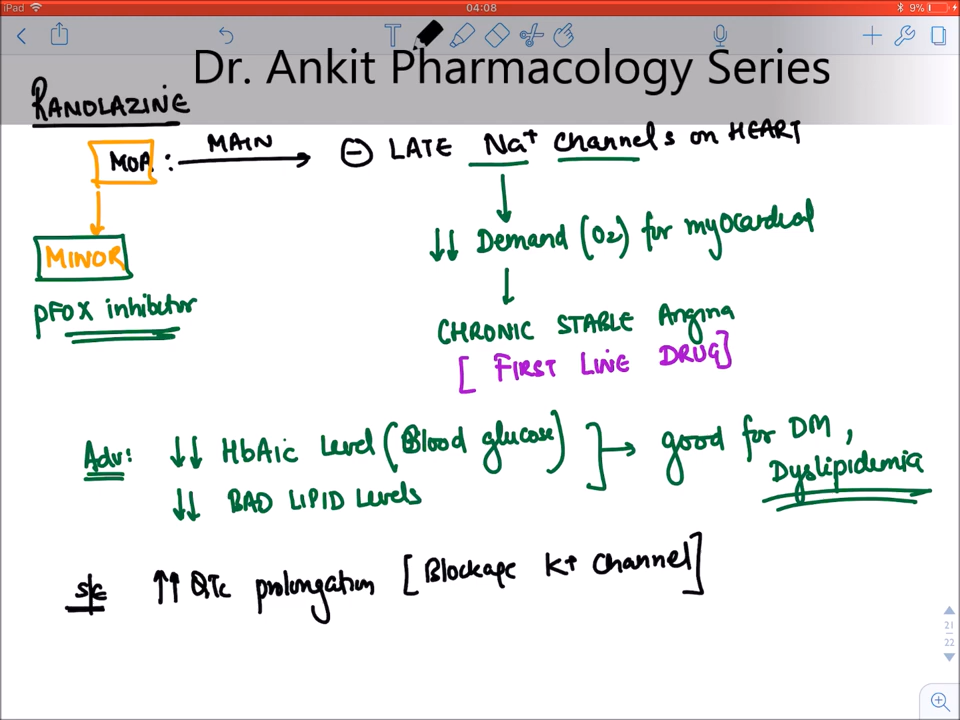 iPad
04:08
9%
Dr. Ankit Pharmacology Series
RANOLAZINE
MOA : MAIN ⊖ LATE Na+ channels on HEART
↓↓ Demand (O2) for myocardeal
MINOR
pFOX inhibitor
CHRONIC STABLE Angina
[ FIRST LINE DRUG ]
Adv: ↓↓ HbA1c Level (Blood glucose) } → good for DM ,
Dyslipidemia
↓↓ BAD LIPID Levels
S/E ↑↑ QTc prolongation [ Blockage K+ Channel ]
21
22